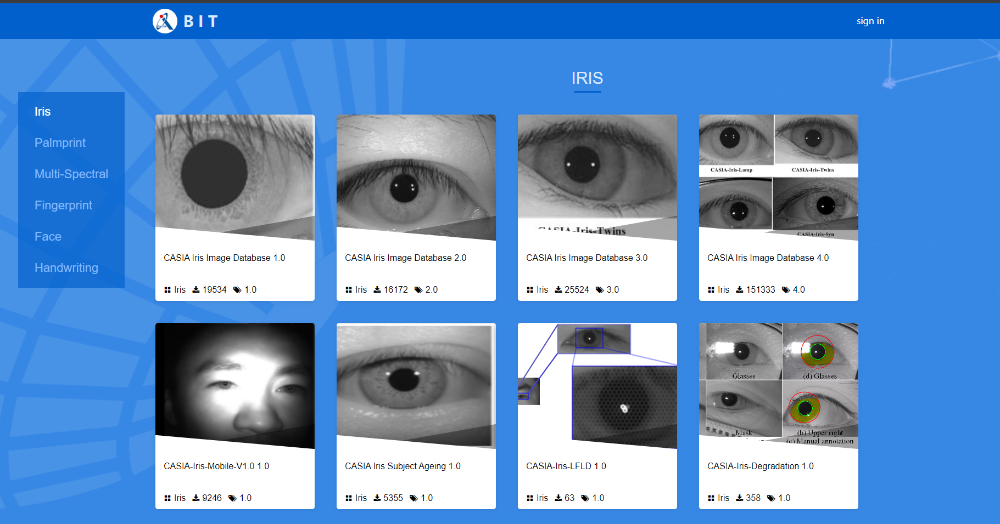 BIT
sign in
IRIS
Iris
Palmprint
Multi-Spectral
Fingerprint
Face
Handwriting
CASIA-Iris-Twins
CASIA-Iris-Lamp
CASIA-Iris-Twins
CASIA-Iris-Syn
CASIA Iris Image Database 1.0
Iris 19534 1.0
CASIA Iris Image Database 2.0
Iris 16172 2.0
CASIA Iris Image Database 3.0
Iris 25524 3.0
CASIA Iris Image Database 4.0
Iris 151333 4.0
Glasses
(d) Glasses
Mask
(b) Upper right
(c) Manual annotation
CASIA-Iris-Mobile-V1.0 1.0
Iris 9246 1.0
CASIA Iris Subject Ageing 1.0
Iris 5355 1.0
CASIA-Iris-LFLD 1.0
Iris 63 1.0
CASIA-Iris-Degradation 1.0
Iris 358 1.0